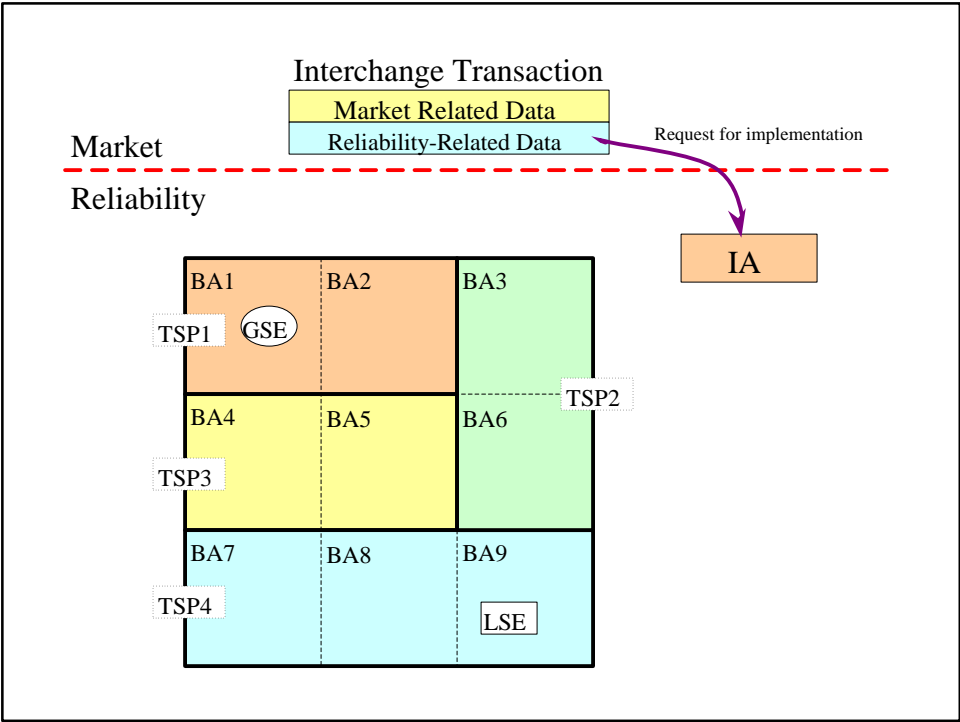 Interchange Transaction
Market Related Data
Reliability-Related Data
Request for implementation
Market
Reliability
IA
BA1
BA2
BA3
TSP1
GSE
TSP2
BA4
BA5
BA6
TSP3
BA7
BA8
BA9
TSP4
LSE